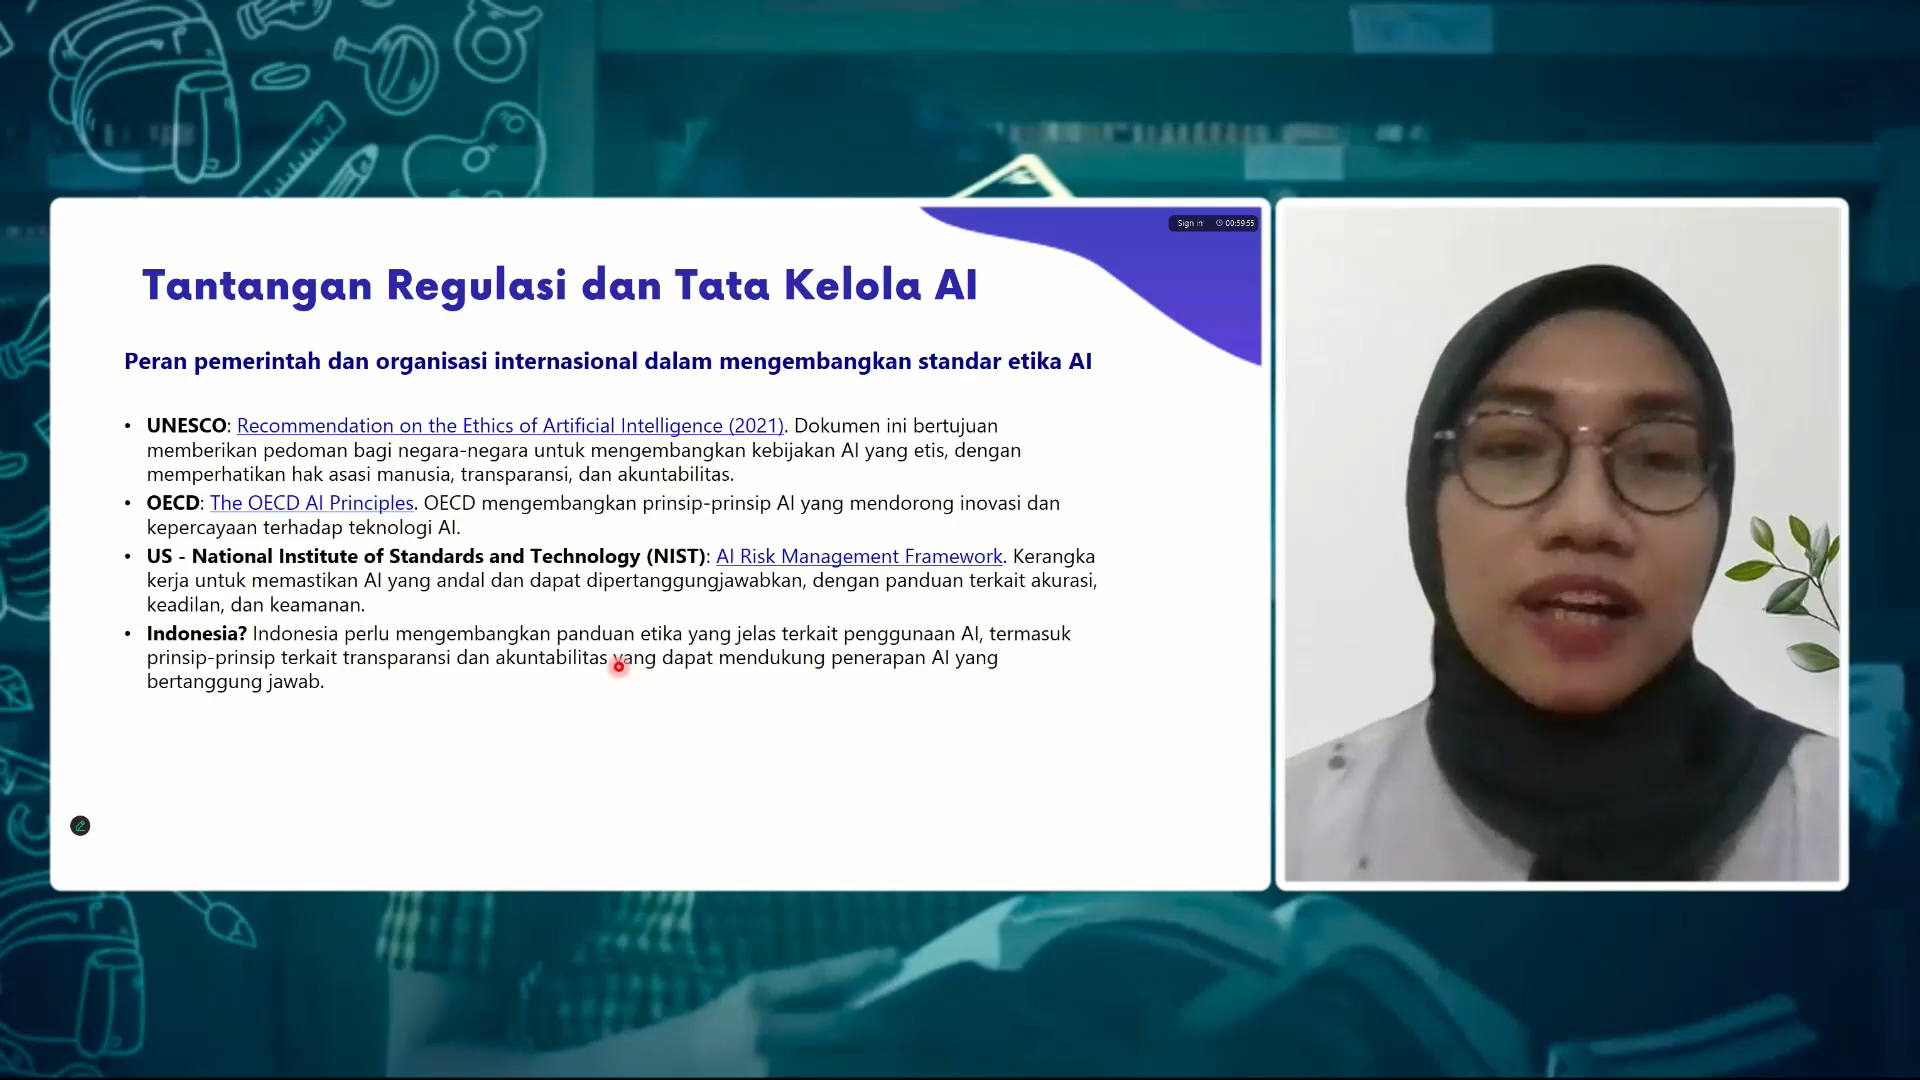 Sign in 00:59:55
Tantangan Regulasi dan Tata Kelola AI
Peran pemerintah dan organisasi internasional dalam mengembangkan standar etika AI
• UNESCO: Recommendation on the Ethics of Artificial Intelligence (2021). Dokumen ini bertujuan
memberikan pedoman bagi negara-negara untuk mengembangkan kebijakan AI yang etis, dengan
memperhatikan hak asasi manusia, transparansi, dan akuntabilitas.
• OECD: The OECD AI Principles. OECD mengembangkan prinsip-prinsip AI yang mendorong inovasi dan
kepercayaan terhadap teknologi AI.
• US - National Institute of Standards and Technology (NIST): AI Risk Management Framework. Kerangka
kerja untuk memastikan AI yang andal dan dapat dipertanggungjawabkan, dengan panduan terkait akurasi,
keadilan, dan keamanan.
• Indonesia? Indonesia perlu mengembangkan panduan etika yang jelas terkait penggunaan AI, termasuk
prinsip-prinsip terkait transparansi dan akuntabilitas yang dapat mendukung penerapan AI yang
bertanggung jawab.